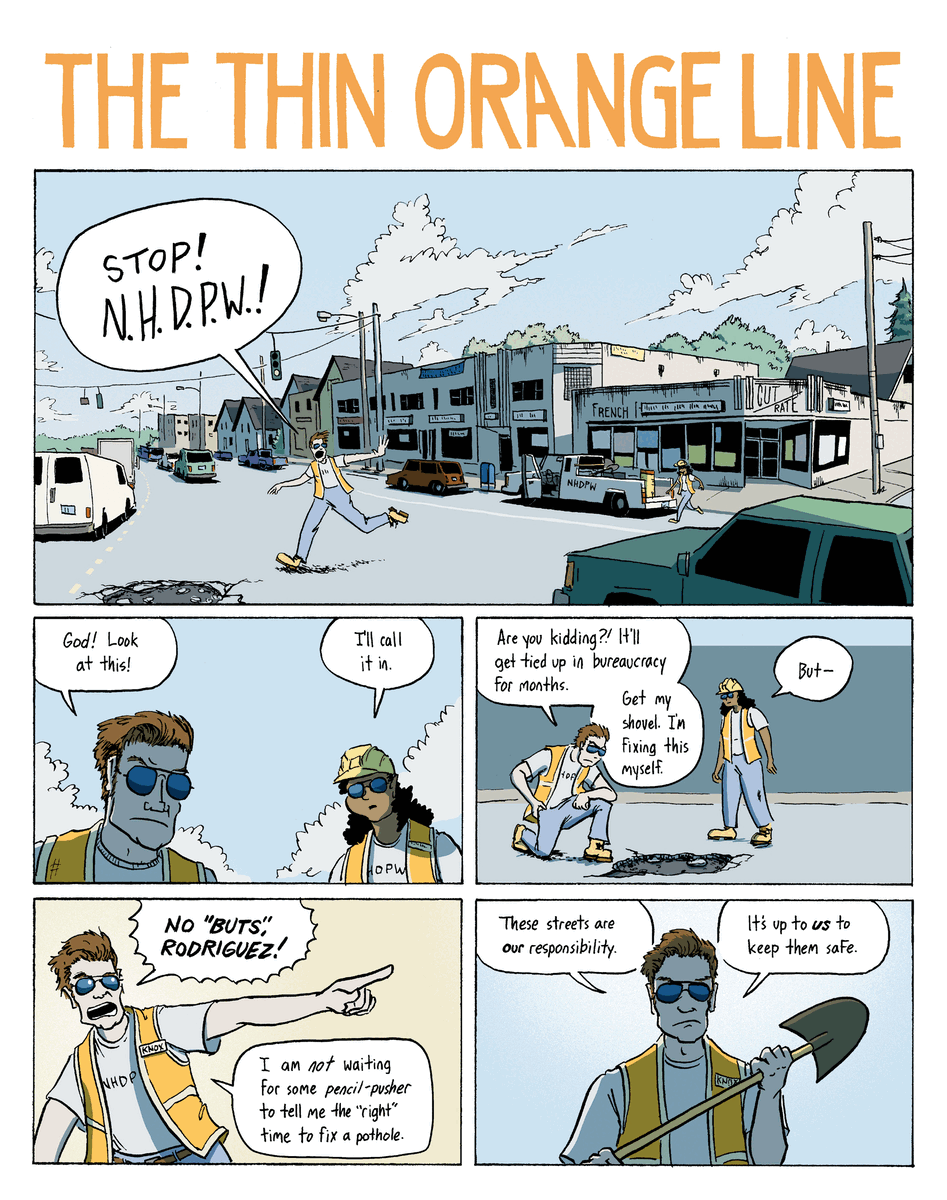 THE THIN ORANGE LINE
STOP!
N.H.D.P.W.!
FRENCH
CUT
RATE
NHDPW
God! Look
at this!
I'll call
it in.
HDPW
Are you kidding?! It'll
get tied up in bureaucracy
for months.
Get my
shovel. I'm
fixing this
myself.
But—
HDP
NO "BUTS",
RODRIGUEZ!
KNOX
NHDP
I am not waiting
for some pencil-pusher
to tell me the "right"
time to fix a pothole.
These streets are
our responsibility.
It's up to us to
keep them safe.
KNOX